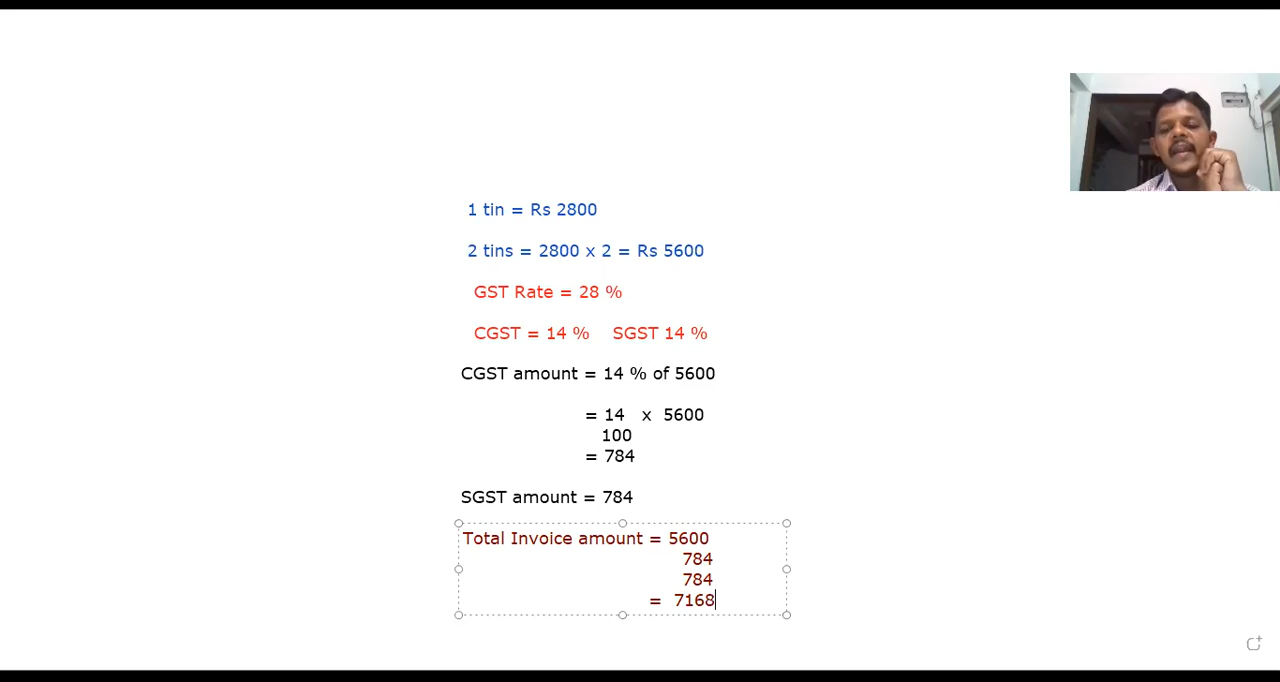 1 tin = Rs 2800
2 tins = 2800 x 2 = Rs 5600
GST Rate = 28 %
CGST = 14 % SGST 14 %
CGST amount = 14 % of 5600
= 14 x 5600
100
= 784
SGST amount = 784
Total Invoice amount = 5600
784
784
= 7168